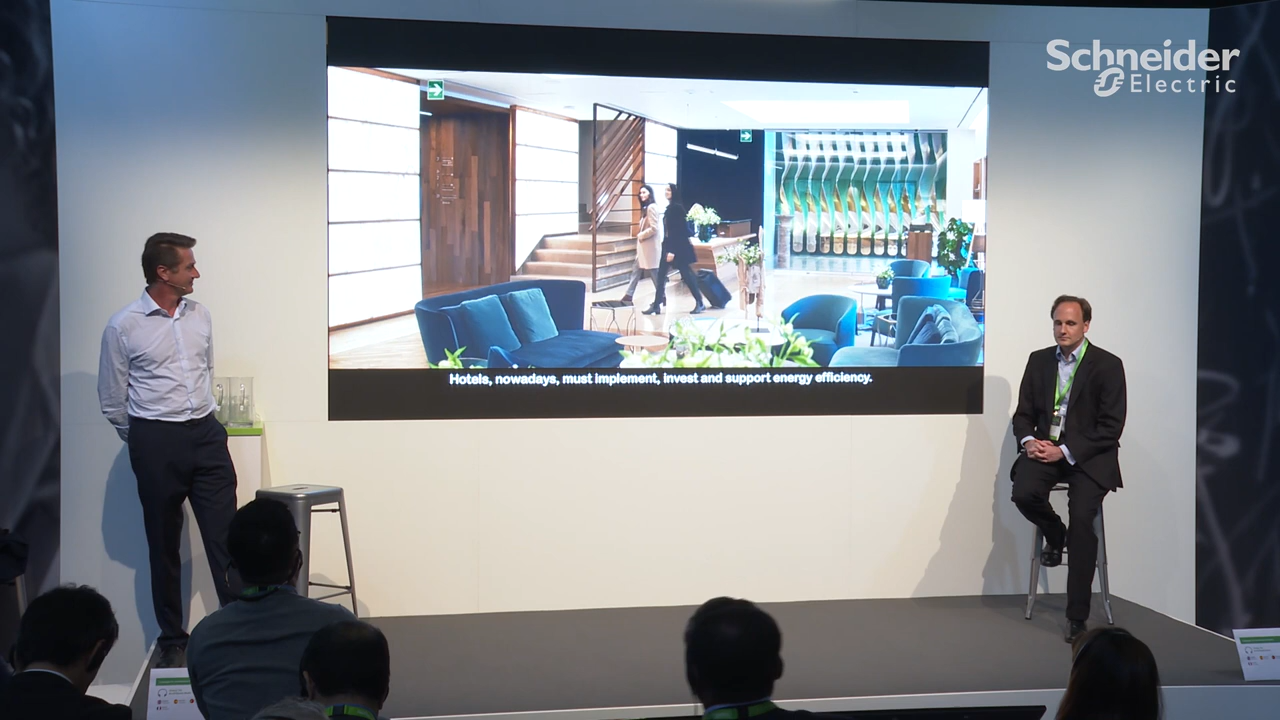 Schneider
Electric
Hotels, nowadays, must implement, invest and support energy efficiency.